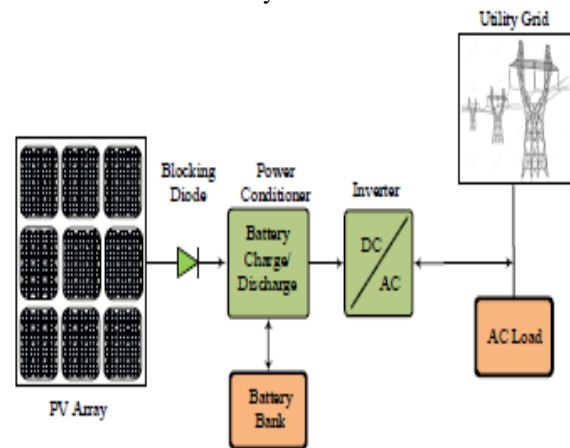 Utility Grid
Blocking
Diode
Power
Conditioner
Inverter
Battery
Charge/
Discharge
DC
AC
AC Load
PV Array
Battery
Bank